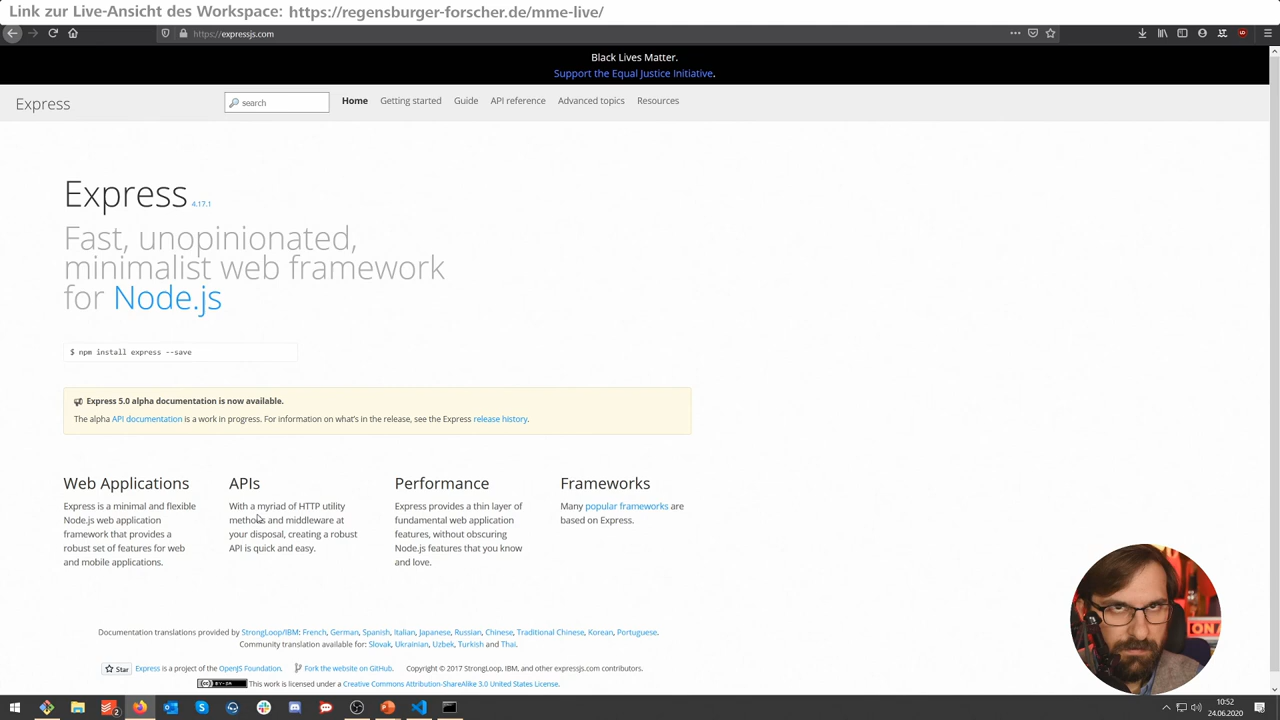 Link zur Live-Ansicht des Workspace: https://regensburger-forscher.de/mme-live/
https://expressjs.com
Black Lives Matter.
Support the Equal Justice Initiative.
Express
search
Home
Getting started
Guide
API reference
Advanced topics
Resources
Express 4.17.1
Fast, unopinionated,
minimalist web framework
for Node.js
$ npm install express --save
Express 5.0 alpha documentation is now available.
The alpha API documentation is a work in progress. For information on what's in the release, see the Express release history.
Web Applications
Express is a minimal and flexible
Node.js web application
framework that provides a
robust set of features for web
and mobile applications.
APIs
With a myriad of HTTP utility
methods and middleware at
your disposal, creating a robust
API is quick and easy.
Performance
Express provides a thin layer of
fundamental web application
features, without obscuring
Node.js features that you know
and love.
Frameworks
Many popular frameworks are
based on Express.
Documentation translations provided by StrongLoop/IBM: French, German, Spanish, Italian, Japanese, Russian, Chinese, Traditional Chinese, Korean, Portuguese.
Community translation available for: Slovak, Ukrainian, Uzbek, Turkish and Thai.
Star
Express is a project of the OpenJS Foundation.
Fork the website on GitHub.
Copyright © 2017 StrongLoop, IBM, and other expressjs.com contributors.
This work is licensed under a Creative Commons Attribution-ShareAlike 3.0 United States License.
10:52
24.06.2020